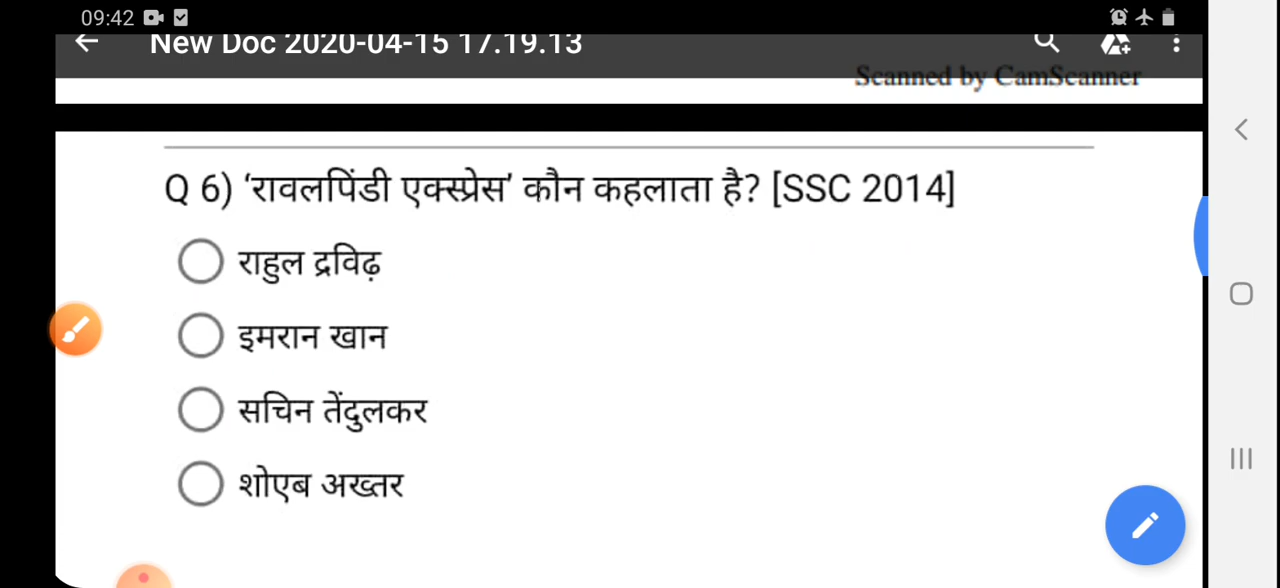 09:42
New Doc 2020-04-15 17.19.13
Scanned by CamScanner
Q 6) ‘रावलपिंडी एक्स्प्रेस’ कौन कहलाता है? [SSC 2014]
राहुल द्रविढ़
इमरान खान
सचिन तेंदुलकर
शोएब अख्तर